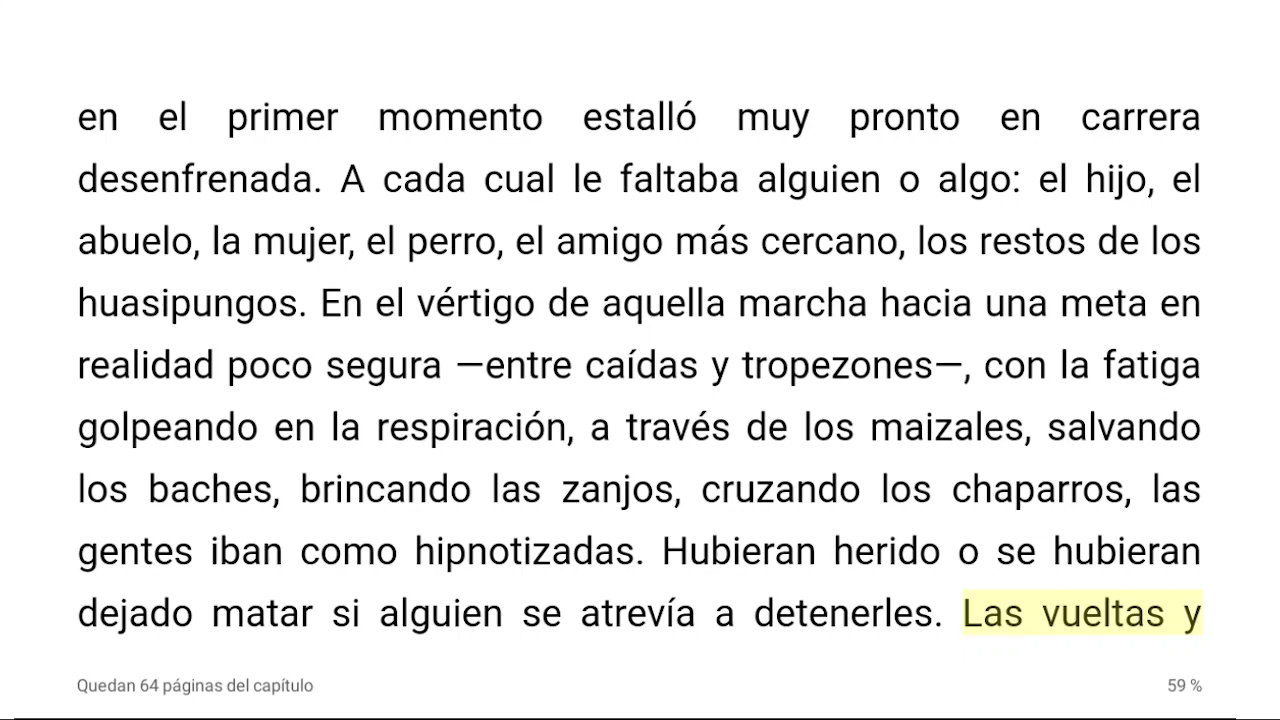 en el primer momento estalló muy pronto en carrera
desenfrenada. A cada cual le faltaba alguien o algo: el hijo, el
abuelo, la mujer, el perro, el amigo más cercano, los restos de los
huasipungos. En el vértigo de aquella marcha hacia una meta en
realidad poco segura —entre caídas y tropezones—, con la fatiga
golpeando en la respiración, a través de los maizales, salvando
los baches, brincando las zanjos, cruzando los chaparros, las
gentes iban como hipnotizadas. Hubieran herido o se hubieran
dejado matar si alguien se atrevía a detenerles. Las vueltas y
Quedan 64 páginas del capítulo
59 %